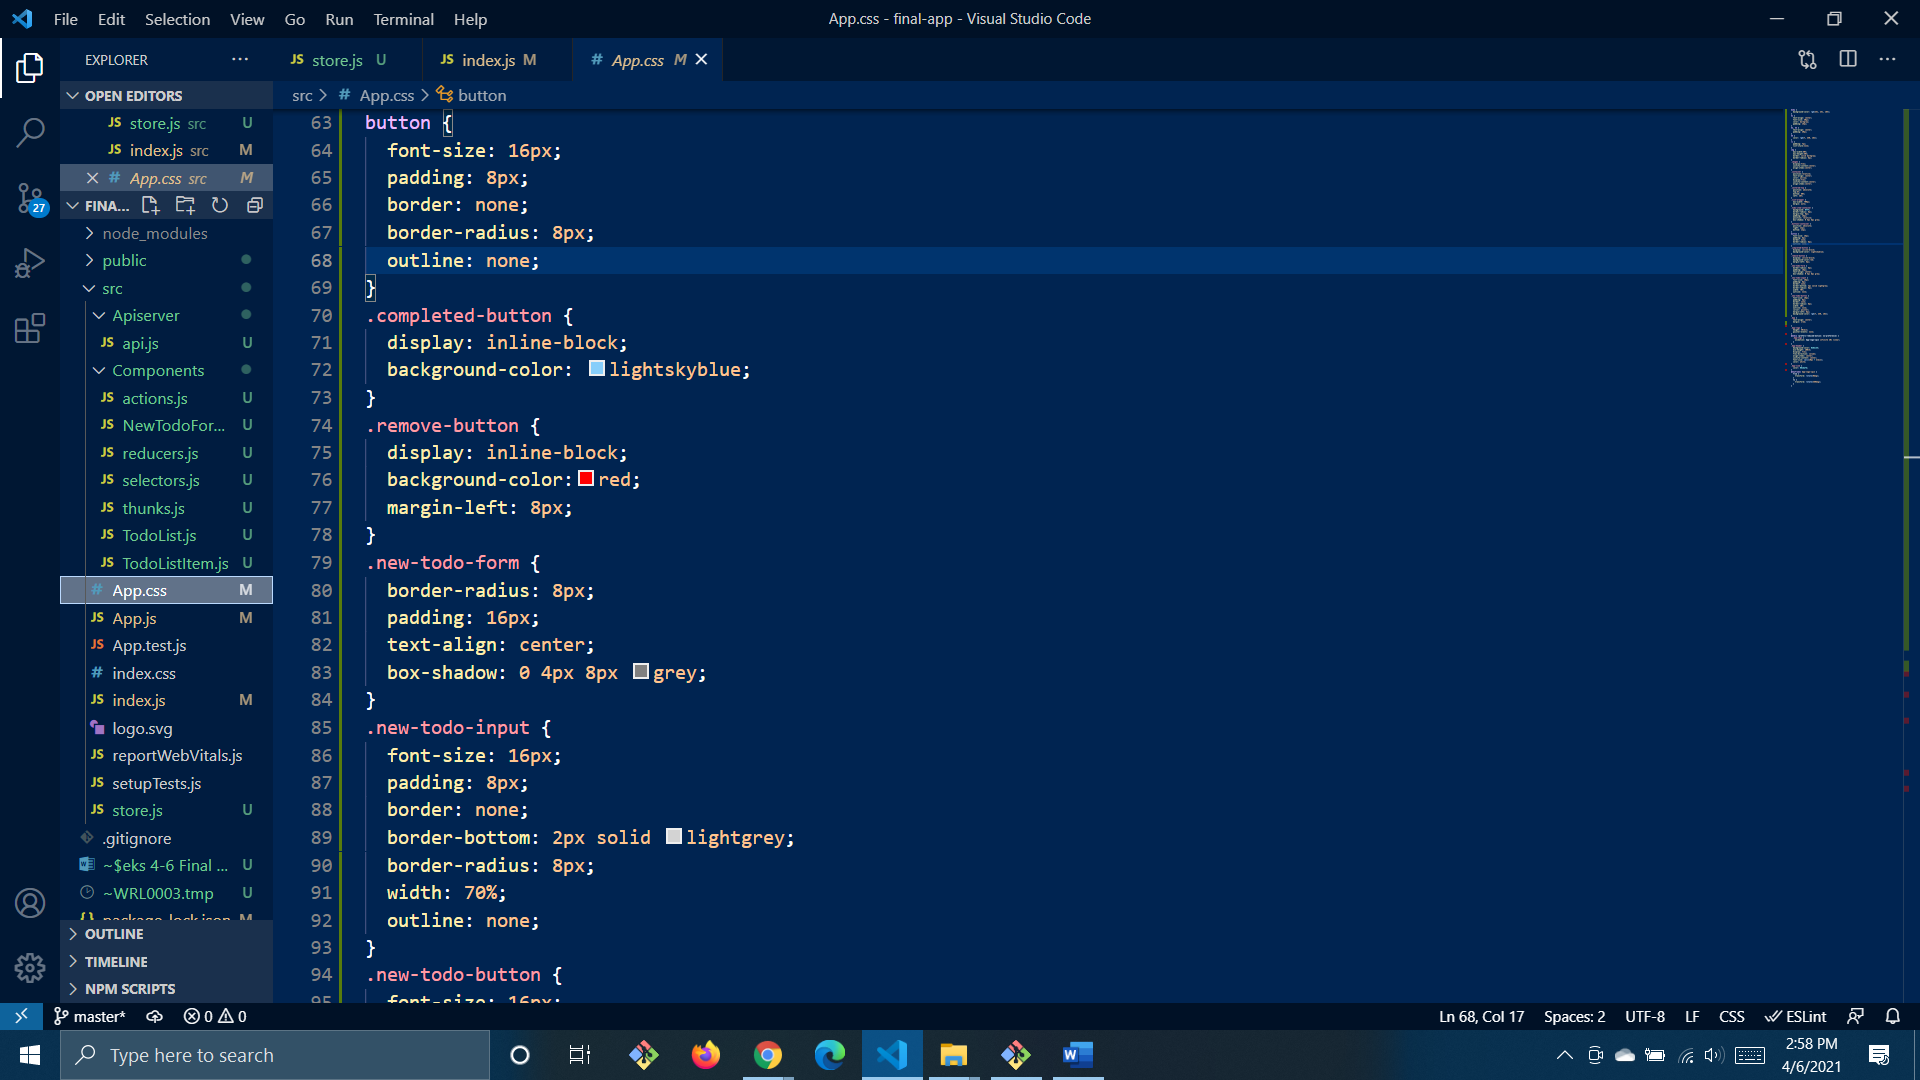 File Edit Selection View Go Run Terminal Help
App.css - final-app - Visual Studio Code
EXPLORER
JS store.js U
JS index.js M
# App.css M
OPEN EDITORS
src > # App.css > button
JS store.js src U
JS index.js src M
# App.css src M
FINA...
> node_modules
> public
src
Apiserver
JS api.js U
Components
JS actions.js U
JS NewTodoFor... U
JS reducers.js U
JS selectors.js U
JS thunks.js U
JS TodoList.js U
JS TodoListItem.js U
# App.css M
JS App.js M
JS App.test.js
# index.css
JS index.js M
logo.svg
JS reportWebVitals.js
JS setupTests.js
JS store.js U
.gitignore
~$eks 4-6 Final ... U
~WRL0003.tmp U
{} package-lock.json M
OUTLINE
TIMELINE
NPM SCRIPTS
27
63 button {
64 font-size: 16px;
65 padding: 8px;
66 border: none;
67 border-radius: 8px;
68 outline: none;
69 }
70 .completed-button {
71 display: inline-block;
72 background-color: lightskyblue;
73 }
74 .remove-button {
75 display: inline-block;
76 background-color: red;
77 margin-left: 8px;
78 }
79 .new-todo-form {
80 border-radius: 8px;
81 padding: 16px;
82 text-align: center;
83 box-shadow: 0 4px 8px grey;
84 }
85 .new-todo-input {
86 font-size: 16px;
87 padding: 8px;
88 border: none;
89 border-bottom: 2px solid lightgrey;
90 border-radius: 8px;
91 width: 70%;
92 outline: none;
93 }
94 .new-todo-button {
95 font-size: 16px;
master* 0 0
Ln 68, Col 17 Spaces: 2 UTF-8 LF CSS ESLint
Type here to search
2:58 PM
4/6/2021